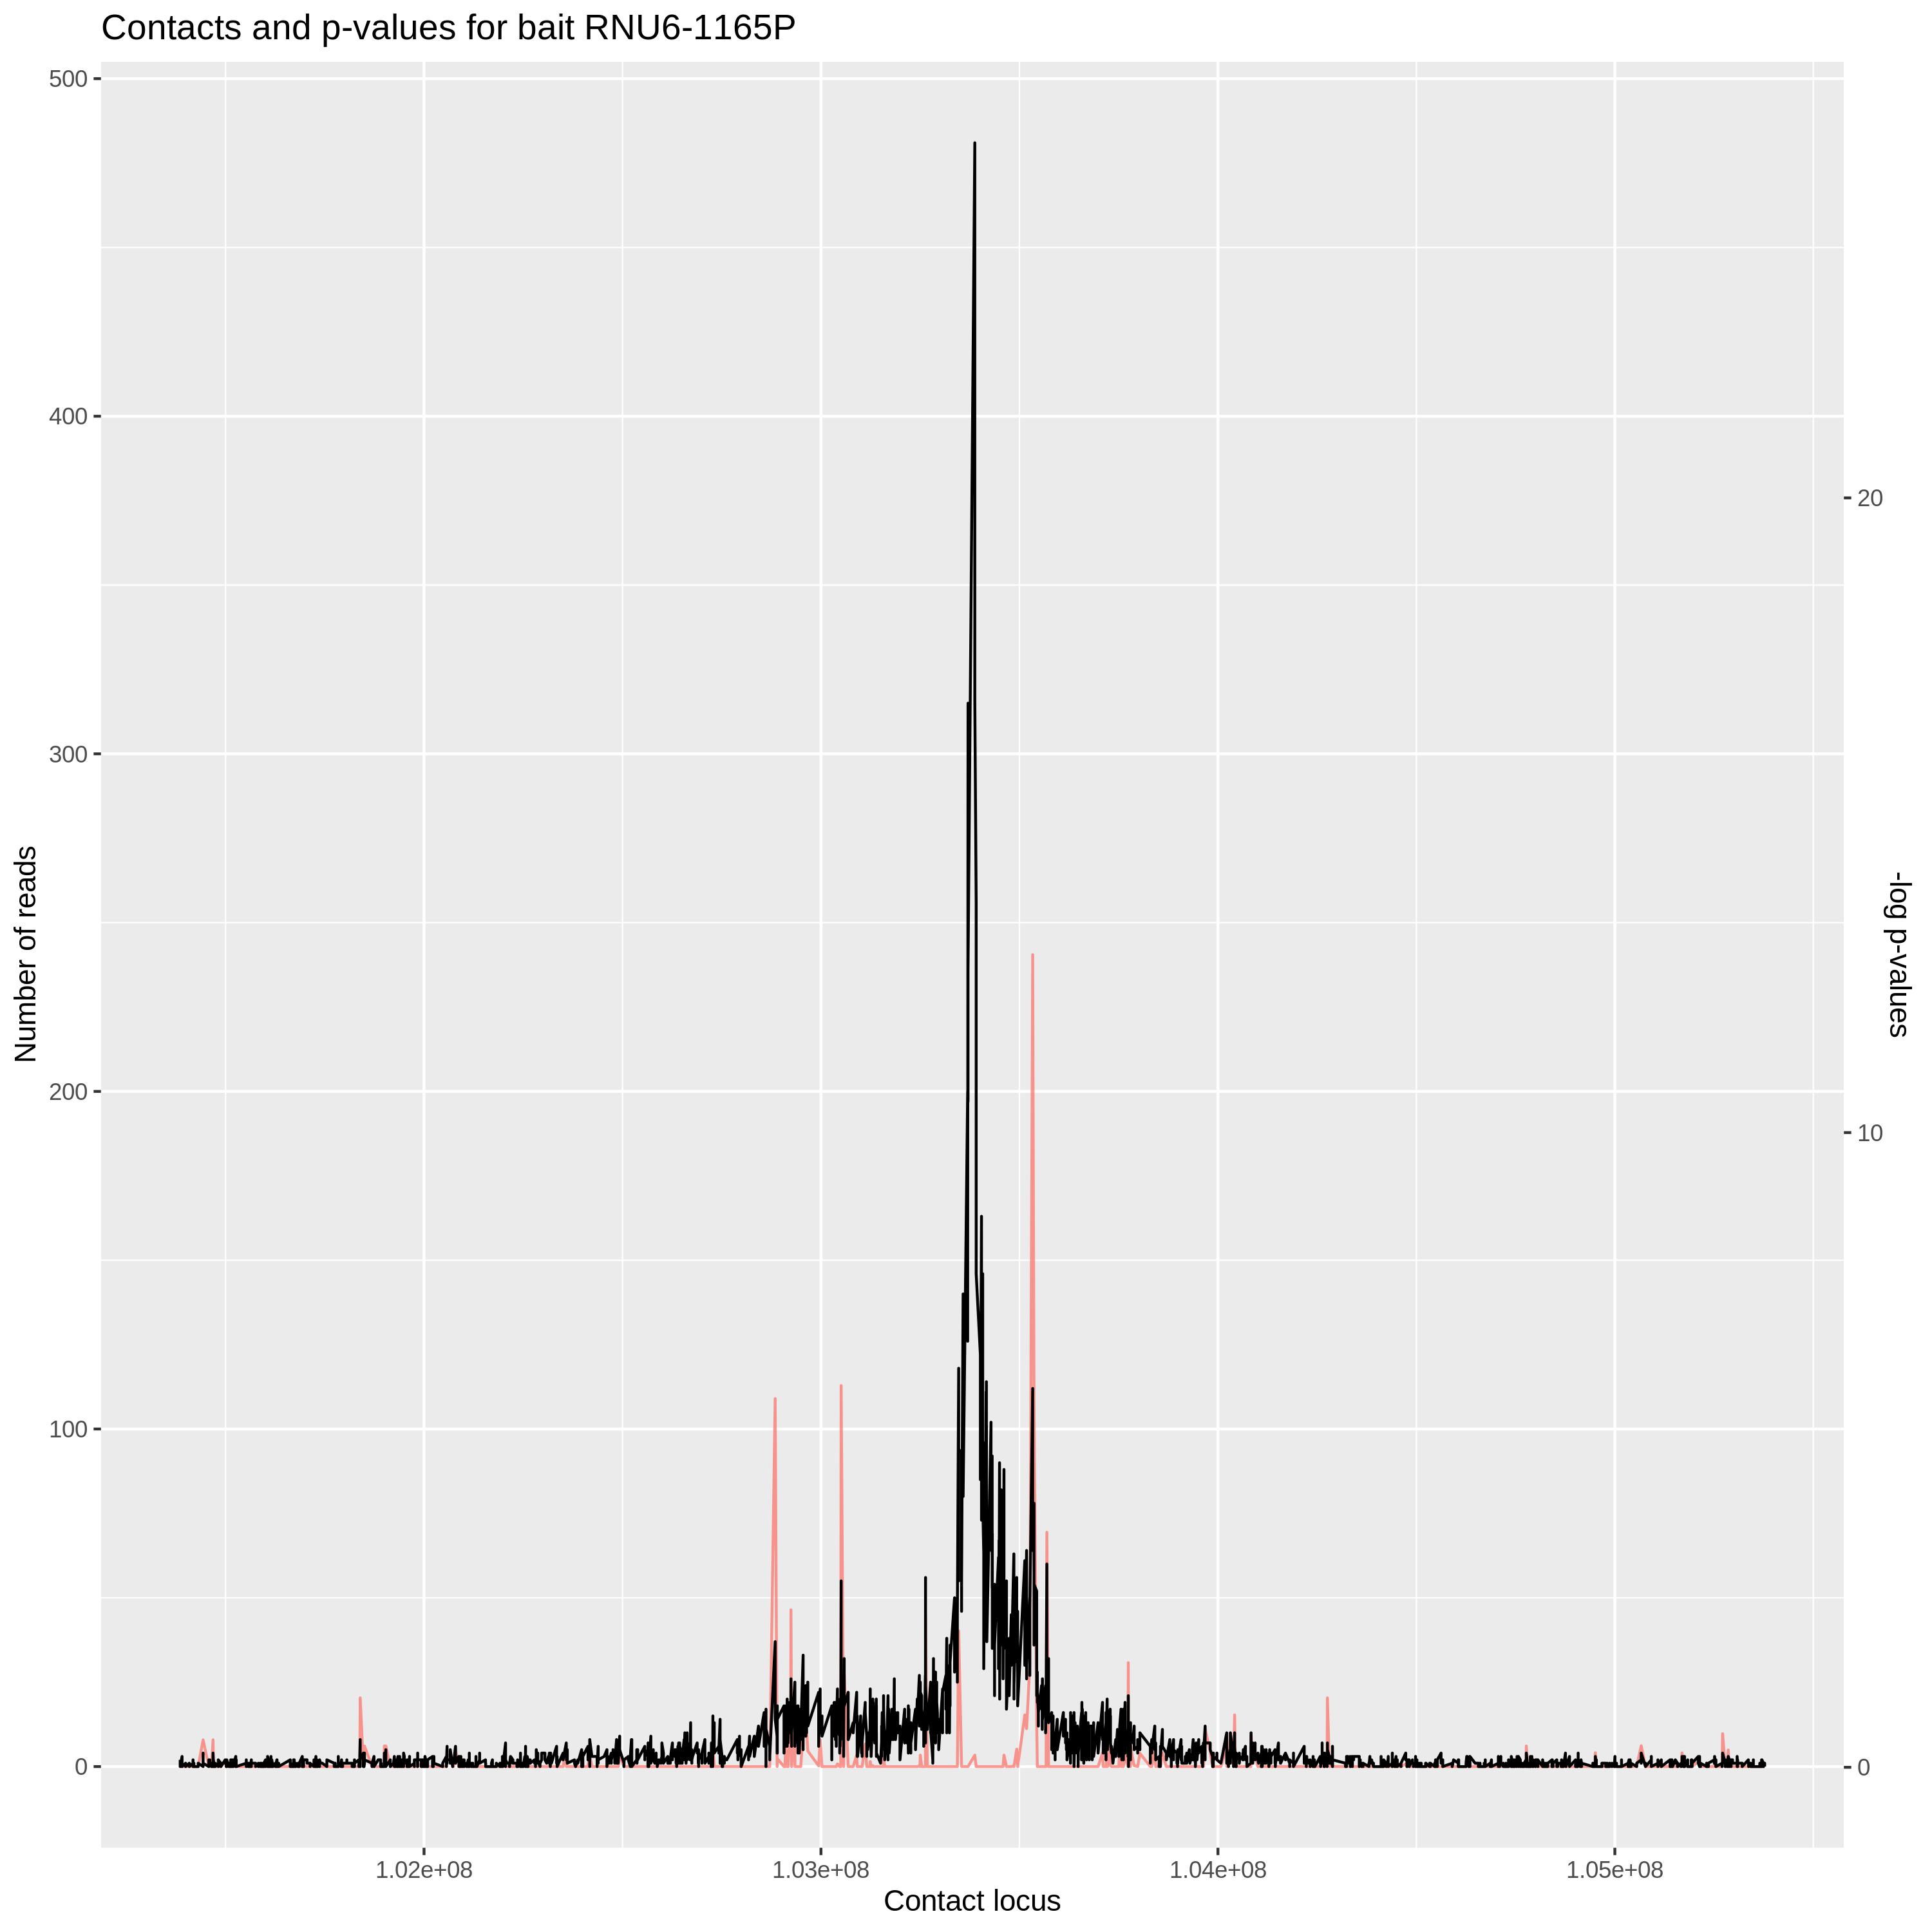 Contacts and p-values for bait RNU6-1165P
500
400
300
200
100
0
Number of reads
20
10
0
-log p-values
1.02e+08
1.03e+08
1.04e+08
1.05e+08
Contact locus